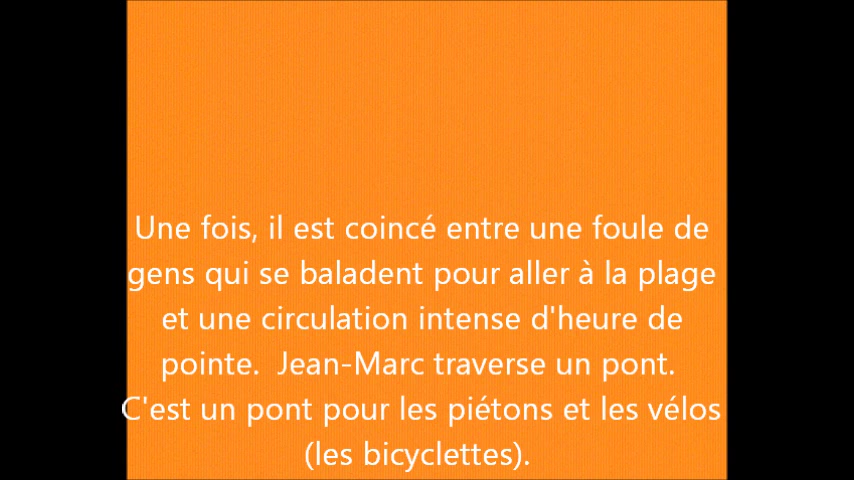 Une fois, il est coincé entre une foule de
gens qui se baladent pour aller à la plage
et une circulation intense d'heure de
pointe.  Jean-Marc traverse un pont.
C'est un pont pour les piétons et les vélos
(les bicyclettes).